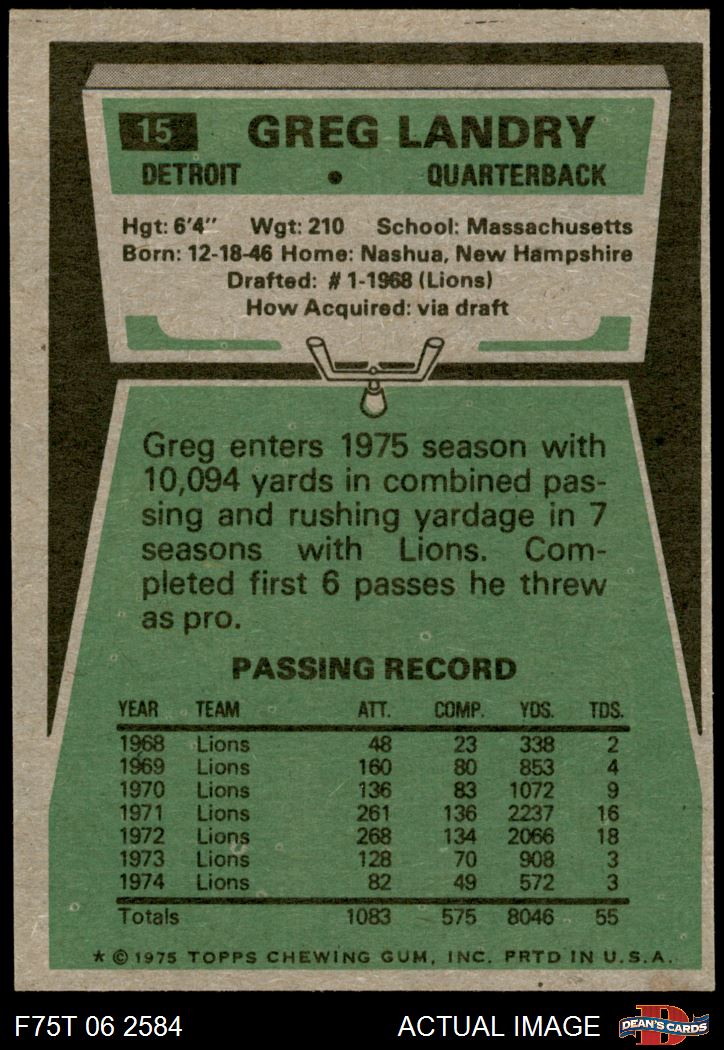 15 GREG LANDRY
DETROIT • QUARTERBACK
Hgt: 6'4" Wgt: 210 School: Massachusetts
Born: 12-18-46 Home: Nashua, New Hampshire
Drafted: #1-1968 (Lions)
How Acquired: via draft
Greg enters 1975 season with
10,094 yards in combined pas-
sing and rushing yardage in 7
seasons with Lions. Com-
pleted first 6 passes he threw
as pro.
PASSING RECORD
YEAR TEAM ATT. COMP. YDS. TDS.
1968 Lions 48 23 338 2
1969 Lions 160 80 853 4
1970 Lions 136 83 1072 9
1971 Lions 261 136 2237 16
1972 Lions 268 134 2066 18
1973 Lions 128 70 908 3
1974 Lions 82 49 572 3
Totals 1083 575 8046 55
* © 1975 TOPPS CHEWING GUM, INC. PRTD IN U.S.A.
F75T 06 2584 ACTUAL IMAGE D DEAN'S CARDS